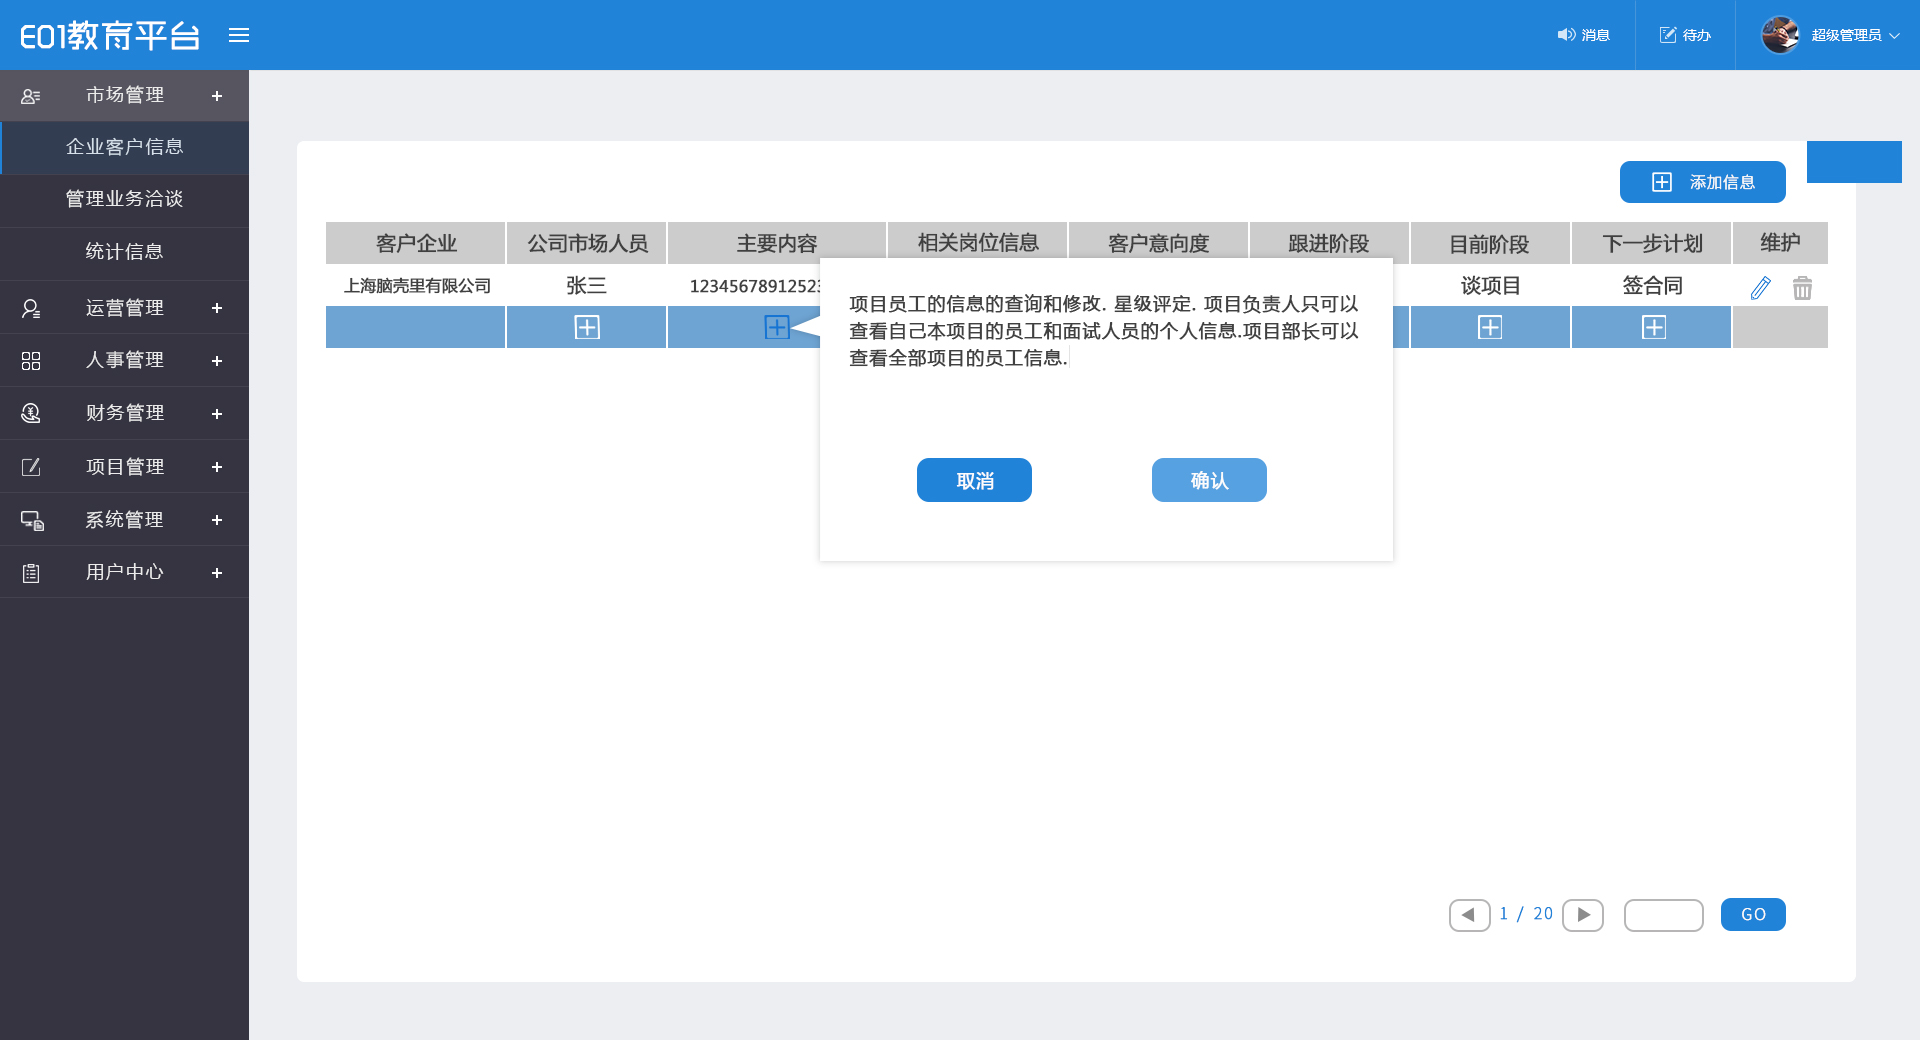 E01教育平台
消息
待办
超级管理员
市场管理
企业客户信息
管理业务洽谈
统计信息
运营管理
人事管理
财务管理
项目管理
系统管理
用户中心
添加信息
客户企业 公司市场人员 主要内容 相关岗位信息 客户意向度 跟进阶段 目前阶段 下一步计划 维护
上海脑壳里有限公司 张三 12345678912523 谈项目 签合同
项目员工的信息的查询和修改. 星级评定. 项目负责人只可以
查看自己本项目的员工和面试人员的个人信息.项目部长可以
查看全部项目的员工信息.
取消 确认
1 / 20 GO